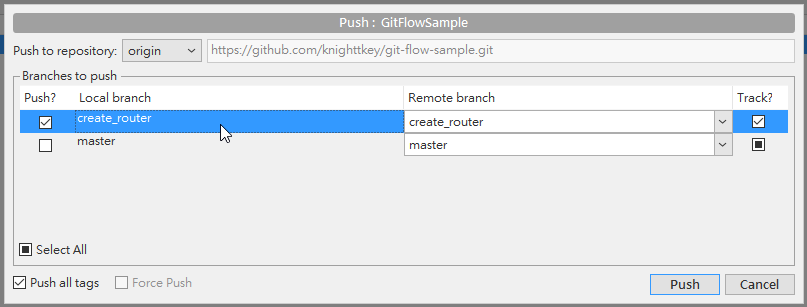 Push : GitFlowSample
Push to repository: origin https://github.com/knighttkey/git-flow-sample.git
Branches to push
Push? Local branch Remote branch Track?
create_router create_router
master master
Select All
Push all tags Force Push Push Cancel